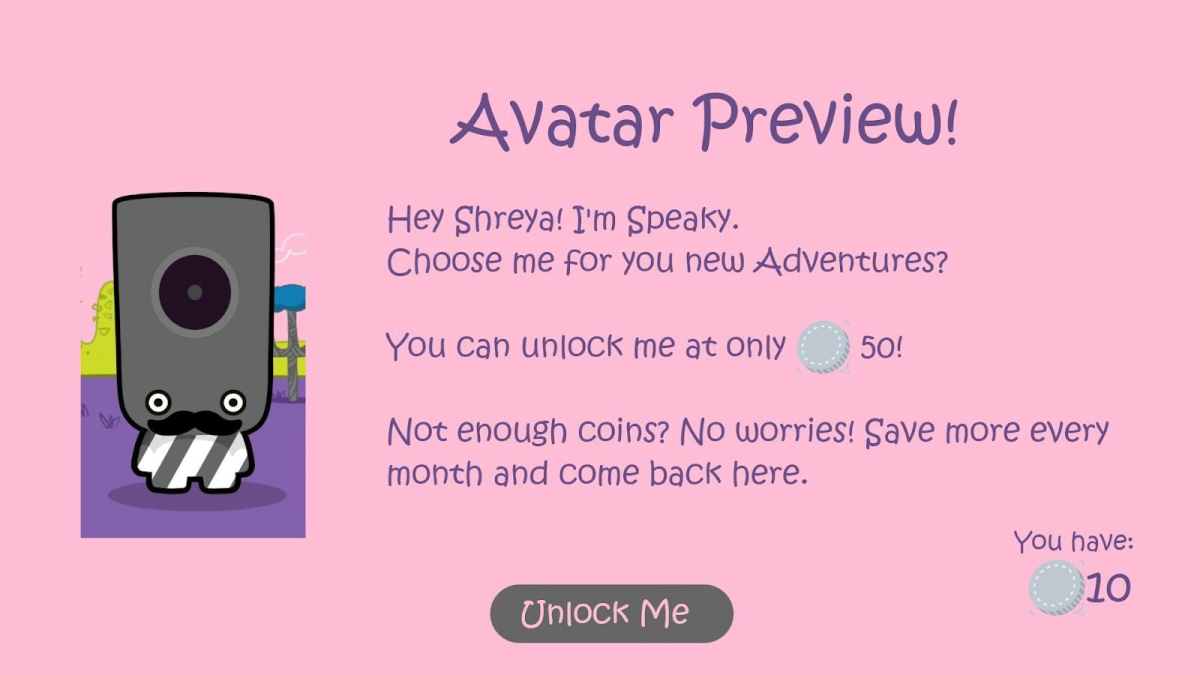 Avatar Preview!
Hey Shreya! I'm Speaky.
Choose me for you new Adventures?
You can unlock me at only 50!
Not enough coins? No worries! Save more every
month and come back here.
You have:
10
Unlock Me